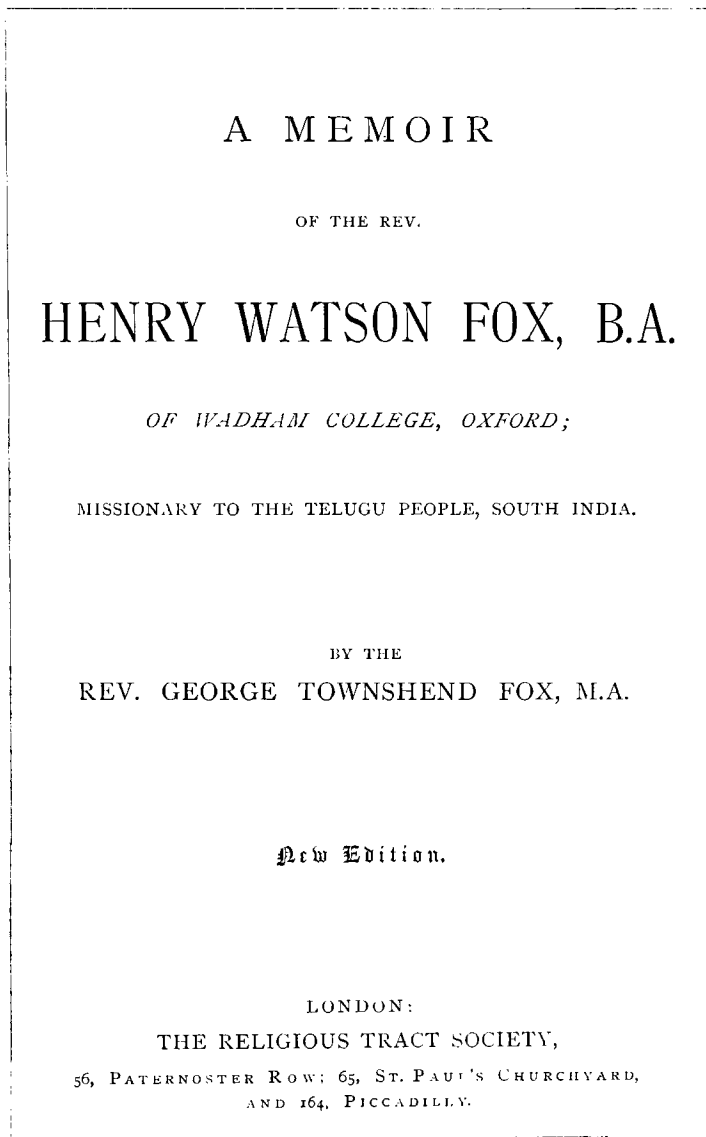 A MEMOIR
OF THE REV.
HENRY WATSON FOX, B.A.
OF WADHAM COLLEGE, OXFORD;
MISSIONARY TO THE TELUGU PEOPLE, SOUTH INDIA.
BY THE
REV. GEORGE TOWNSHEND FOX, M.A.
New Edition.
LONDON:
THE RELIGIOUS TRACT SOCIETY,
56, PATERNOSTER ROW; 65, ST. PAUL'S CHURCHYARD,
AND 164, PICCADILLY.